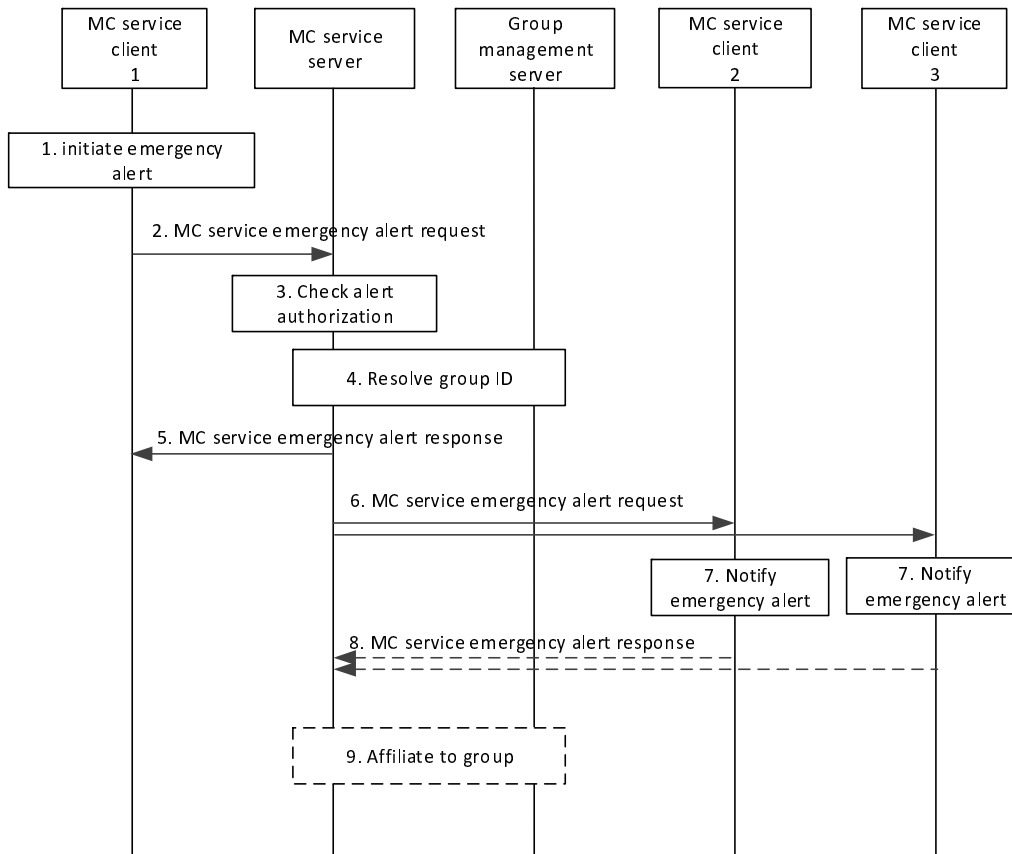 MC service
client
1
MC service
server
Group
management
server
MC service
client
2
MC service
client
3
1. initiate emergency
alert
2. MC service emergency alert request
3. Check alert
authorization
4. Resolve group ID
5. MC service emergency alert response
6. MC service emergency alert request
7. Notify
emergency alert
7. Notify
emergency alert
8. MC service emergency alert response
9. Affiliate to group